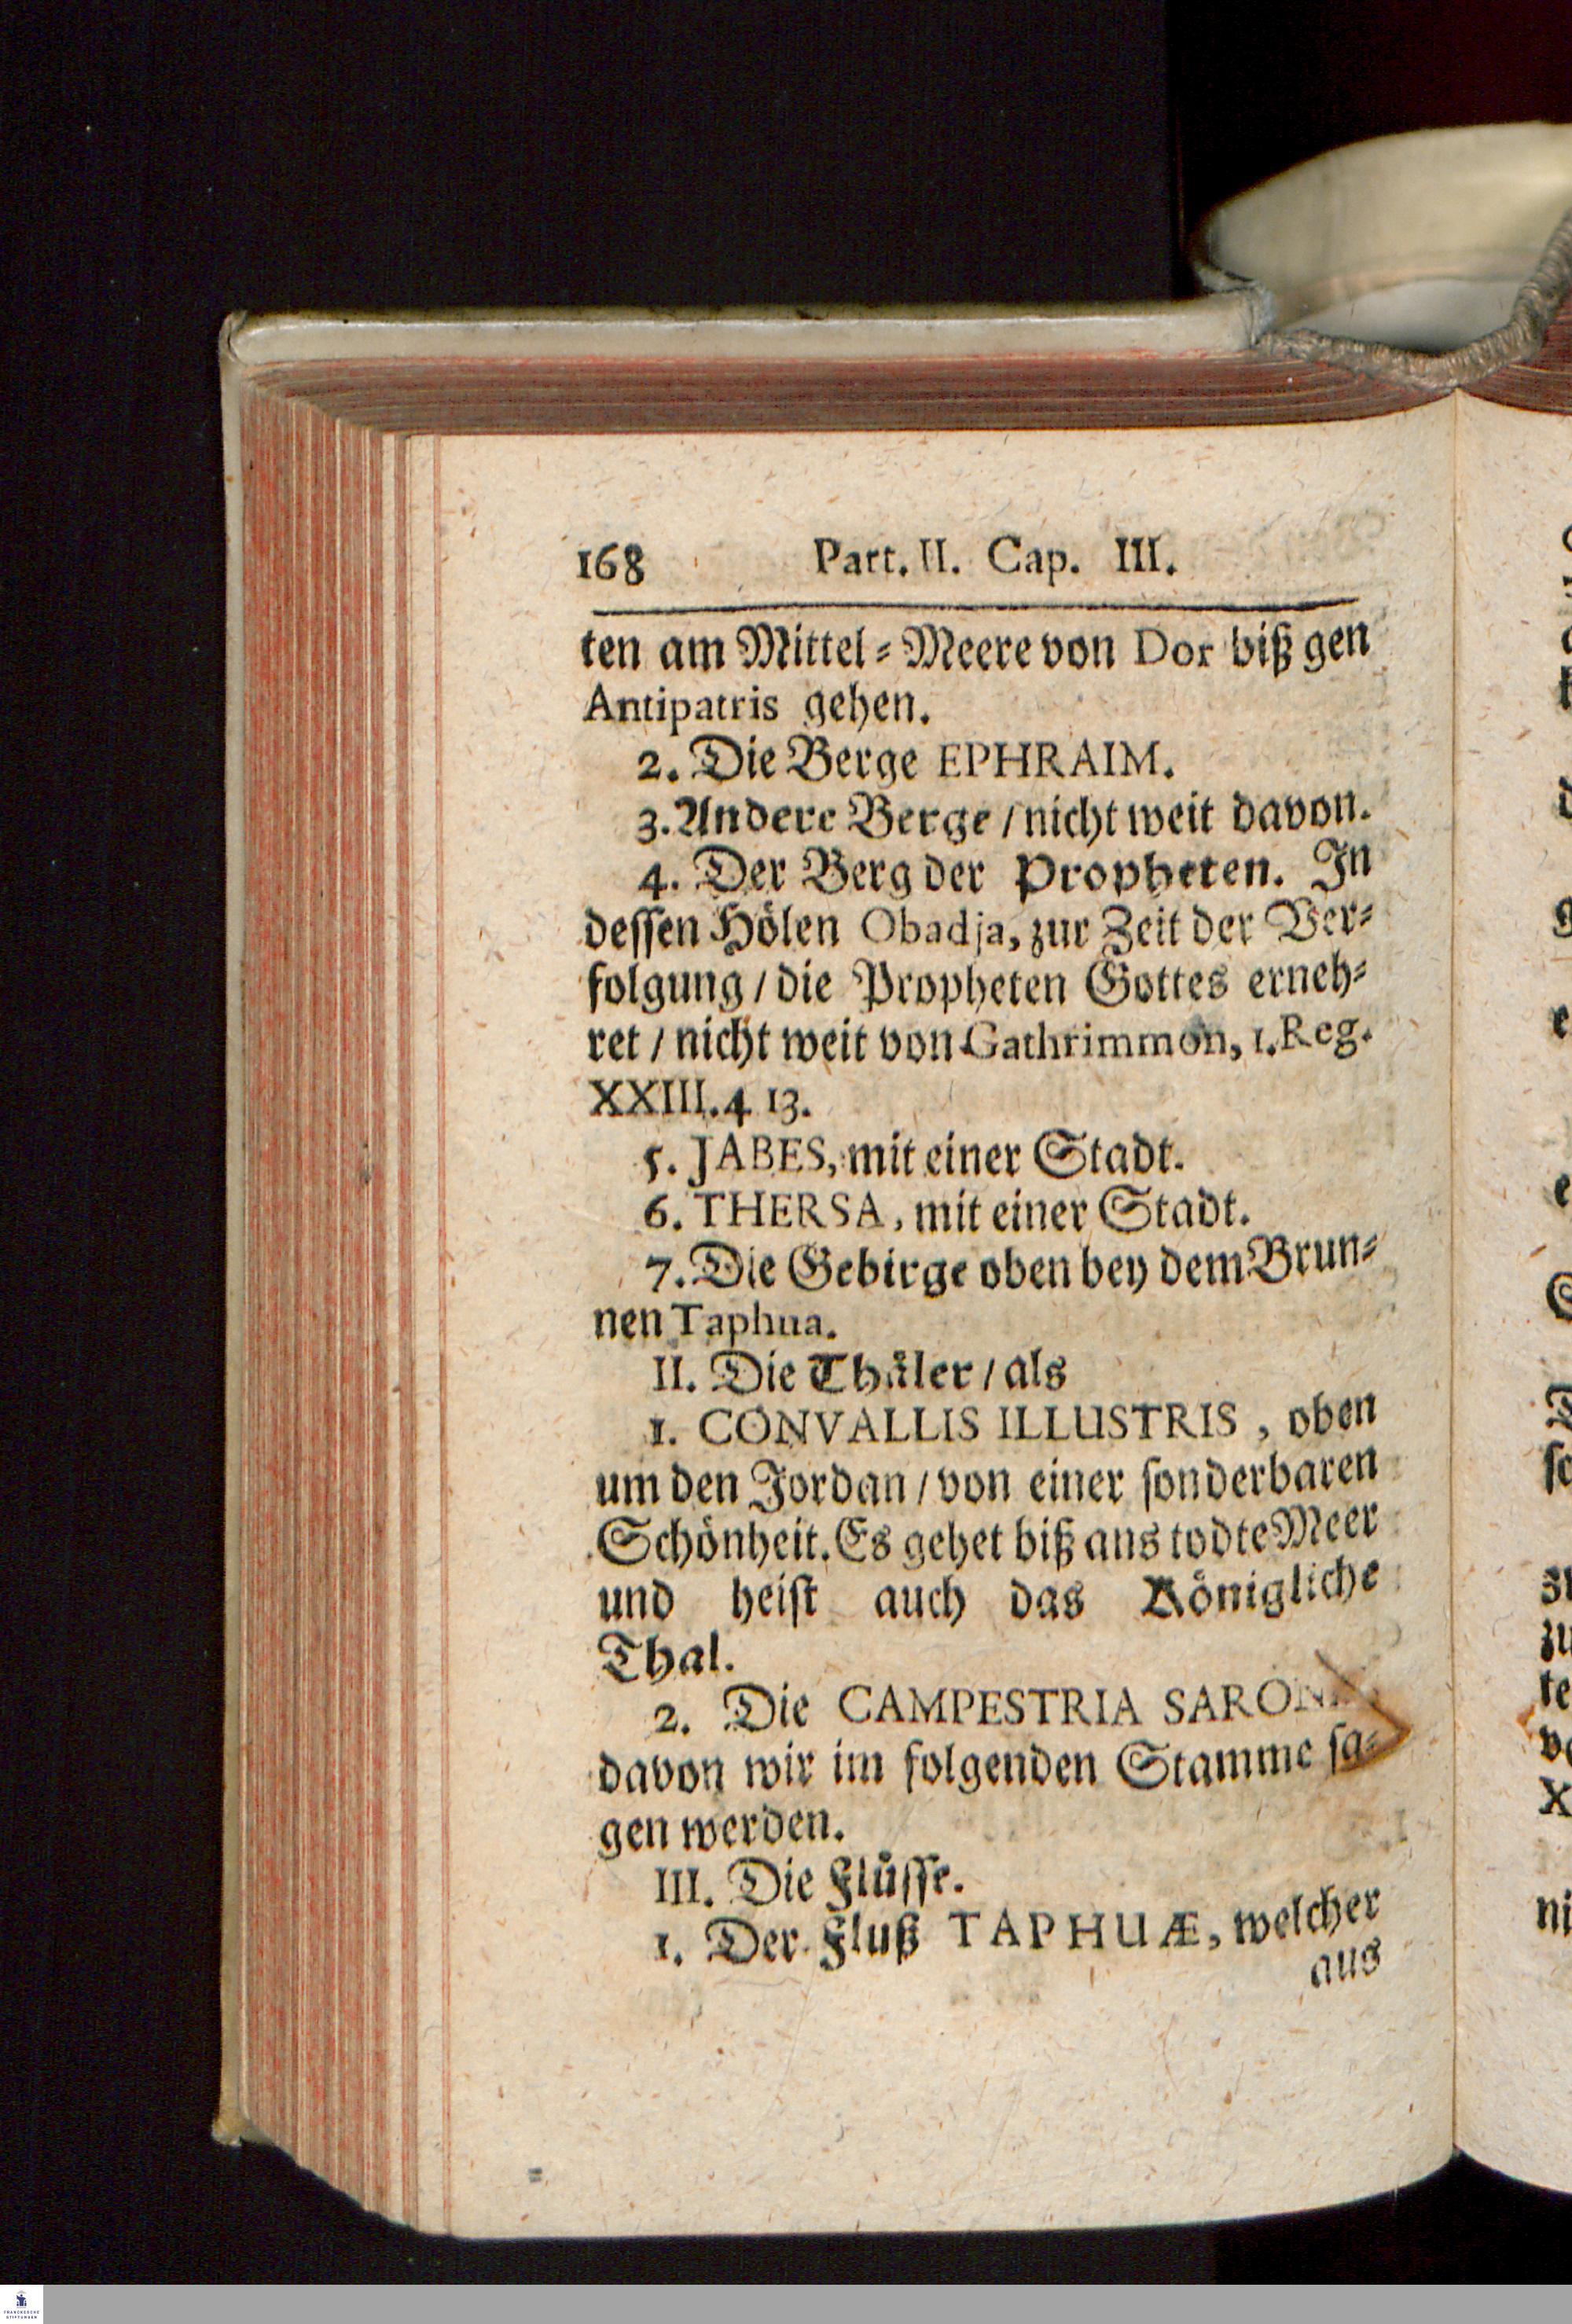 168 Part. II. Cap. III.
ten am Mittel-Meere von Dor biß gen
Antipatris gehen.
2. Die Berge EPHRAIM.
3. Andere Berge / nicht weit davon.
4. Der Berg der Propheten. In
dessen Hölen Obadja, zur Zeit der Ver-
folgung / die Propheten Gottes erneh-
ret / nicht weit von Gathrimmon, 1. Reg.
XXIII. 4 13.
5. JABES, mit einer Stadt.
6. THERSA, mit einer Stadt.
7. Die Gebirge oben bey dem Brun-
nen Taphua.
II. Die Thäler / als
1. CONVALLIS ILLUSTRIS, oben
um den Jordan / von einer sonderbaren
Schönheit. Es gehet biß ans todte Meer
und heist auch das Königliche
Thal.
2. Die CAMPESTRIA
davon wir im folgenden Stamme sa-
gen werden.
III. Die Flüsse.
1. Der Fluß TAPHUÆ, welcher
aus
FRANCKESCHE
STIFTUNGEN